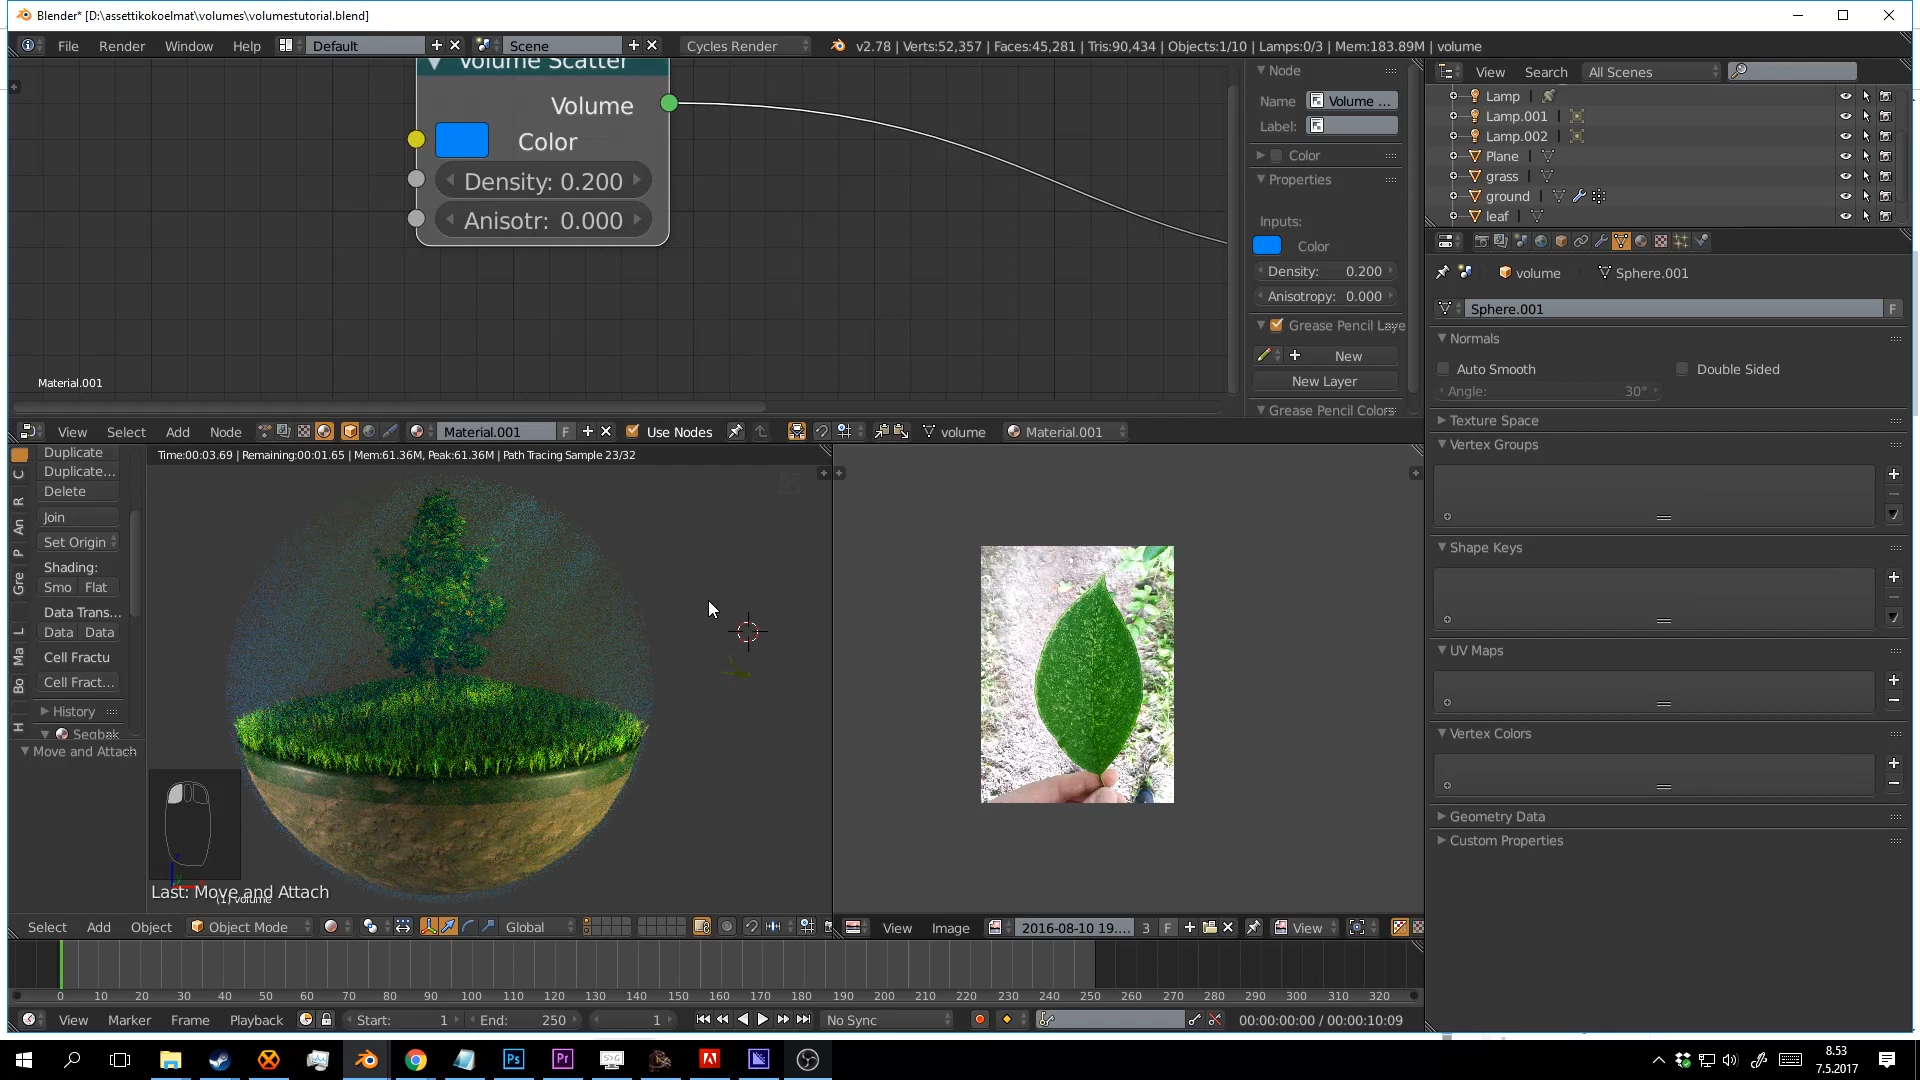 Blender* [D:\assettikokoelmat\volumes\volumestutorial.blend]
File Render Window Help Default Scene Cycles Render v2.78 | Verts:52,357 | Faces:45,281 | Tris:90,434 | Objects:1/10 | Lamps:0/3 | Mem:183.89M | volume
Volume Scatter
Volume
Color
Density: 0.200
Anisotr: 0.000
Material.001
Node
Name Volume ...
Label:
Color
Properties
Inputs:
Color
Density: 0.200
Anisotropy: 0.000
Grease Pencil Laye
New
New Layer
Grease Pencil Colors
View Search All Scenes
Lamp
Lamp.001
Lamp.002
Plane
grass
ground
leaf
volume Sphere.001
Sphere.001 F
Normals
Auto Smooth Double Sided
Angle: 30°
Texture Space
Vertex Groups
Shape Keys
UV Maps
Vertex Colors
Geometry Data
Custom Properties
View Select Add Node Material.001 F Use Nodes volume Material.001
Time:00:03.69 | Remaining:00:01.65 | Mem:61.36M, Peak:61.36M | Path Tracing Sample 23/32
C
R
An
P
Gre
L
Ma
Bo
H
Duplicate
Duplicate...
Delete
Join
Set Origin
Shading:
Smo Flat
Data Trans...
Data Data
Cell Fractu
Cell Fract...
History
Move and Attach
Last: Move and Attach
(1) volume
Select Add Object Object Mode Global
View Image 2016-08-10 19.... 3 F View
0 10 20 30 40 50 60 70 80 90 100 110 120 130 140 150 160 170 180 190 200 210 220 230 240 250 260 270 280 290 300 310 320
View Marker Frame Playback Start: 1 End: 250 1 No Sync 00:00:00:00 / 00:00:10:09
Ps Pr
8.53
7.5.2017